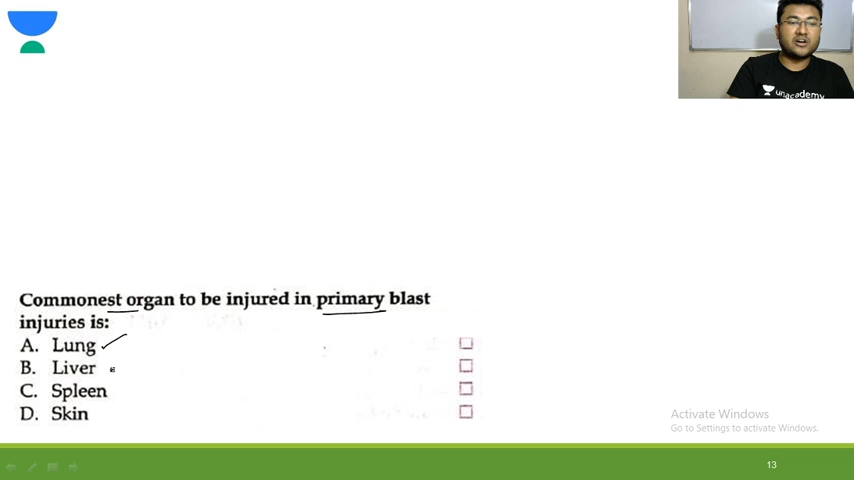 unacademy
Commonest organ to be injured in primary blast
injuries is:
A. Lung
B. Liver
C. Spleen
D. Skin
Activate Windows
Go to Settings to activate Windows.
13